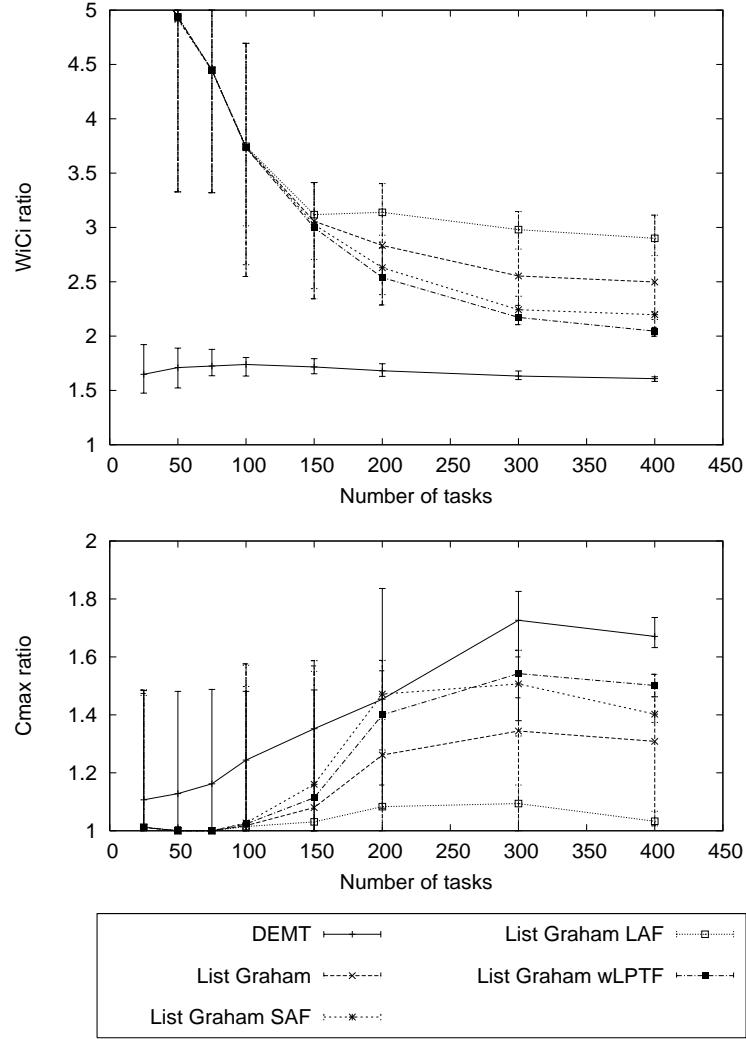 5
4.5
4
3.5
3
2.5
2
1.5
1
WiCi ratio
0 50 100 150 200 250 300 350 400 450
Number of tasks
2
1.8
1.6
1.4
1.2
1
Cmax ratio
0 50 100 150 200 250 300 350 400 450
Number of tasks
DEMT
List Graham
List Graham SAF
List Graham LAF
List Graham wLPTF